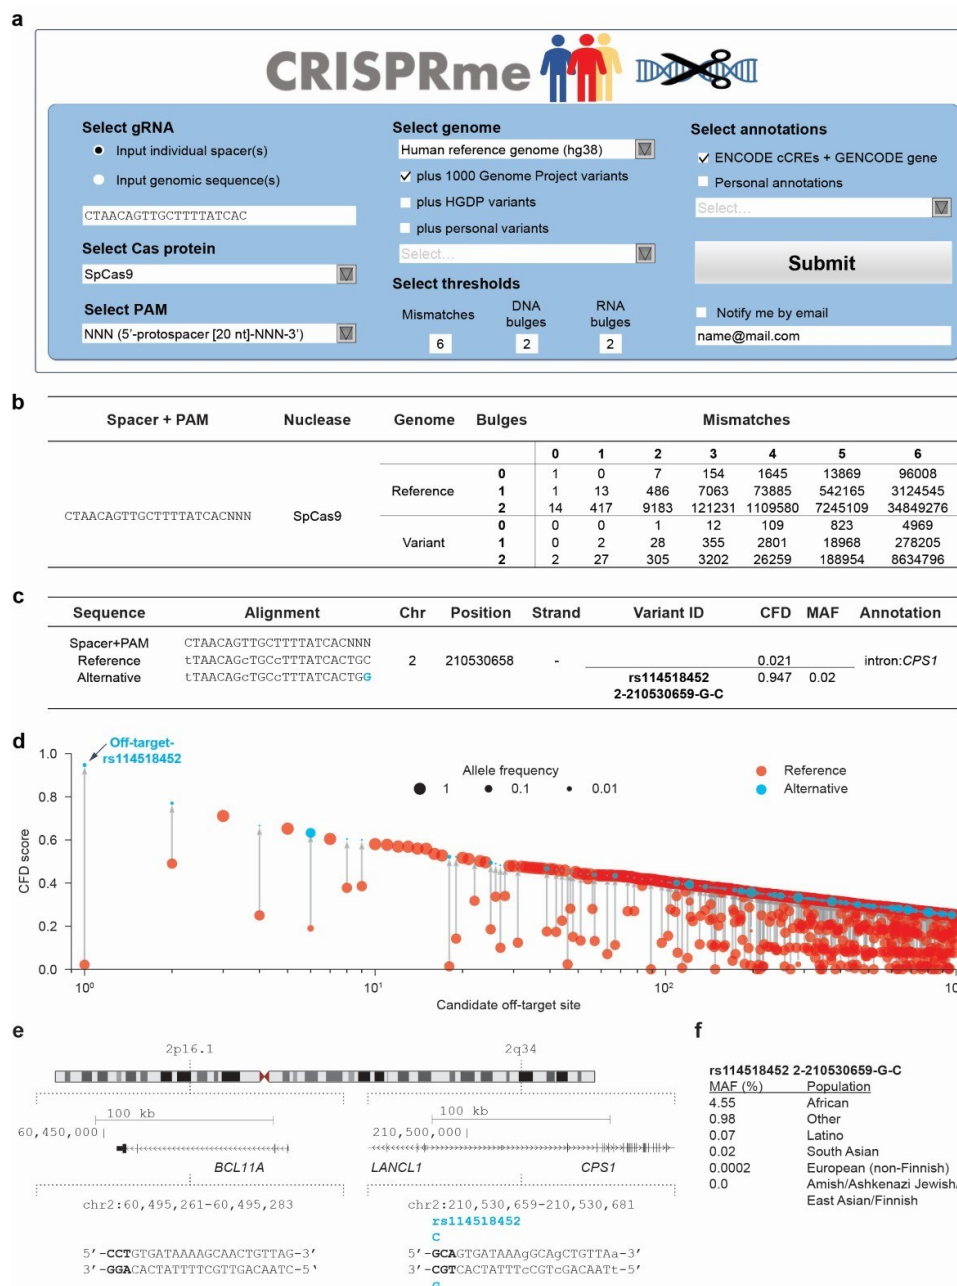 a
CRISPRme
Select gRNA
Input individual spacer(s)
Input genomic sequence(s)
CTAACAGTTGCTTTTATCAC
Select Cas protein
SpCas9
Select PAM
NNN (5'-protospacer [20 nt]-NNN-3')
Select genome
Human reference genome (hg38)
plus 1000 Genome Project variants
plus HGDP variants
plus personal variants
Select...
Select thresholds
Mismatches DNA bulges RNA bulges
6 2 2
Select annotations
ENCODE cCREs + GENCODE gene
Personal annotations
Select...
Submit
Notify me by email
name@mail.com
b
Spacer + PAM Nuclease Genome Bulges Mismatches
0 1 2 3 4 5 6
CTAACAGTTGCTTTTATCACNNN SpCas9
Reference
0 1 0 7 154 1645 13869 96008
1 1 13 486 7063 73885 542165 3124545
2 14 417 9183 121231 1109580 7245109 34849276
Variant
0 0 0 1 12 109 823 4969
1 0 2 28 355 2801 18968 278205
2 2 27 305 3202 26259 188954 8634796
c
Sequence Alignment Chr Position Strand Variant ID CFD MAF Annotation
Spacer+PAM CTAACAGTTGCTTTTATCACNNN
Reference tTAACAGcTGCcTTTATCACTGC 2 210530658 - 0.021 intron:CPS1
Alternative tTAACAGcTGCcTTTATCACTGG rs114518452 0.947 0.02
2-210530659-G-C
d
Off-target-
rs114518452
Allele frequency
1 0.1 0.01
Reference
Alternative
CFD score
1.0
0.8
0.6
0.4
0.2
0.0
10⁰ 10¹ 10² 10
Candidate off-target site
e
2p16.1 2q34
100 kb 100 kb
60,450,000 210,500,000
BCL11A LANCL1 CPS1
chr2:60,495,261-60,495,283 chr2:210,530,659-210,530,681
rs114518452
C
5'-CCTGTGATAAAAGCAACTGTTAG-3' 5'-GCAGTGATAAAgGCAgCTGTTAa-3'
3'-GGACACTATTTTCGTTGACAATC-5' 3'-CGTCACTATTTcCGTcGACAATt-5'
G
f
rs114518452 2-210530659-G-C
MAF (%) Population
4.55 African
0.98 Other
0.07 Latino
0.02 South Asian
0.0002 European (non-Finnish)
0.0 Amish/Ashkenazi Jewish/
East Asian/Finnish